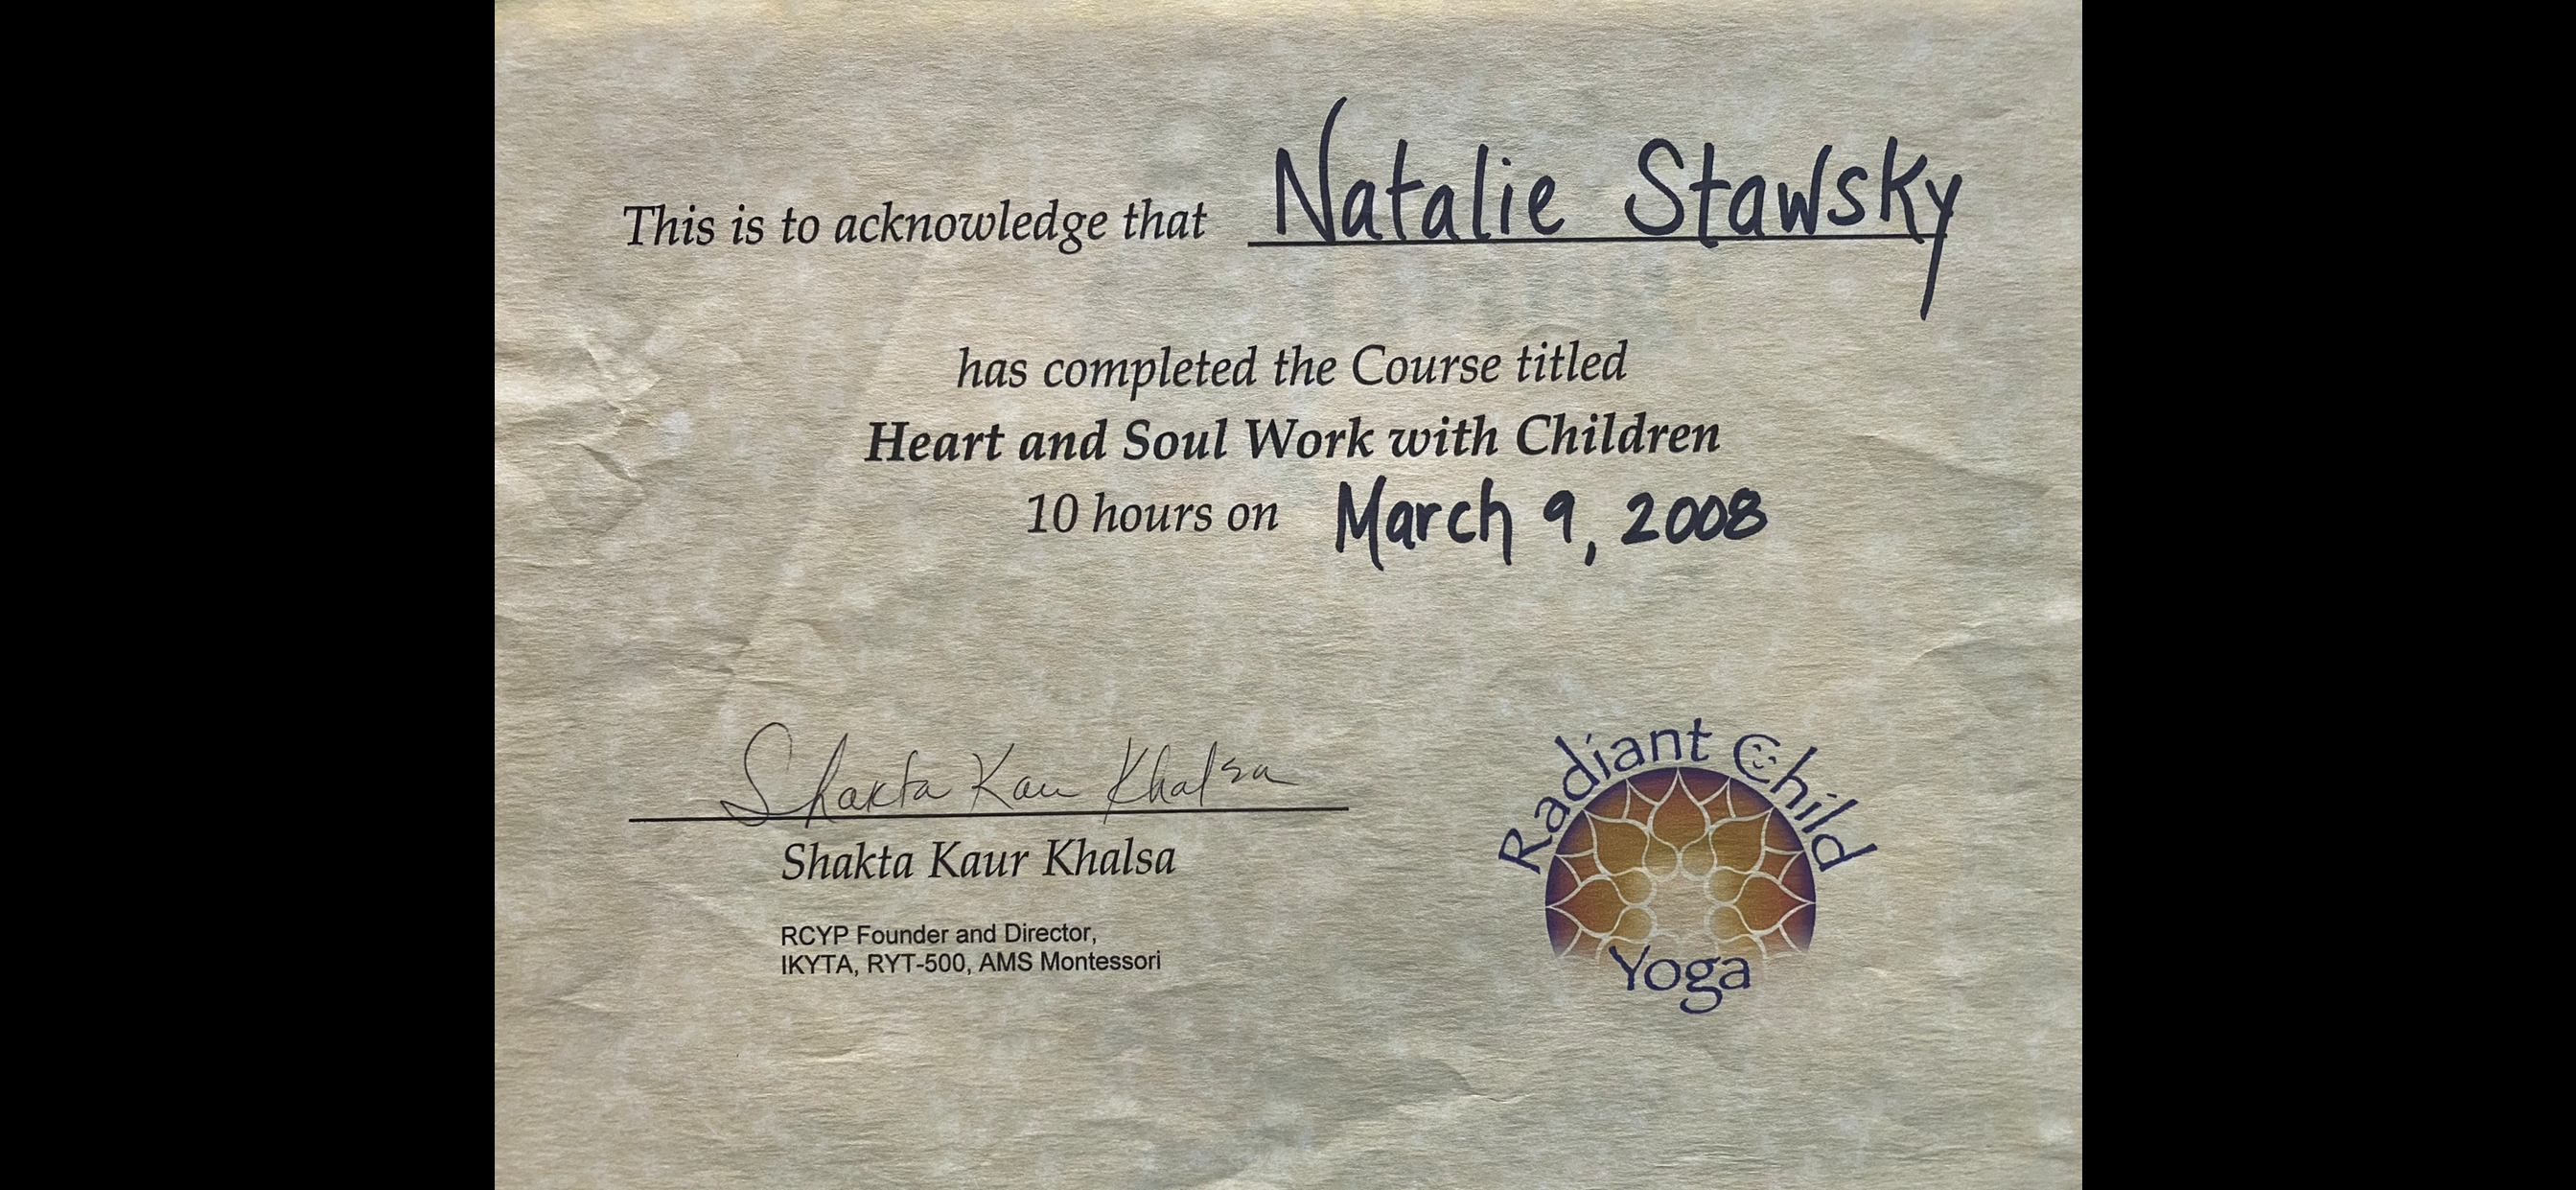 This is to acknowledge that Natalie Stawsky
has completed the Course titled
Heart and Soul Work with Children
10 hours on March 9, 2008
Shakta Kaur Khalsa
Shakta Kaur Khalsa
RCYP Founder and Director,
IKYTA, RYT-500, AMS Montessori
Radiant Child
Yoga